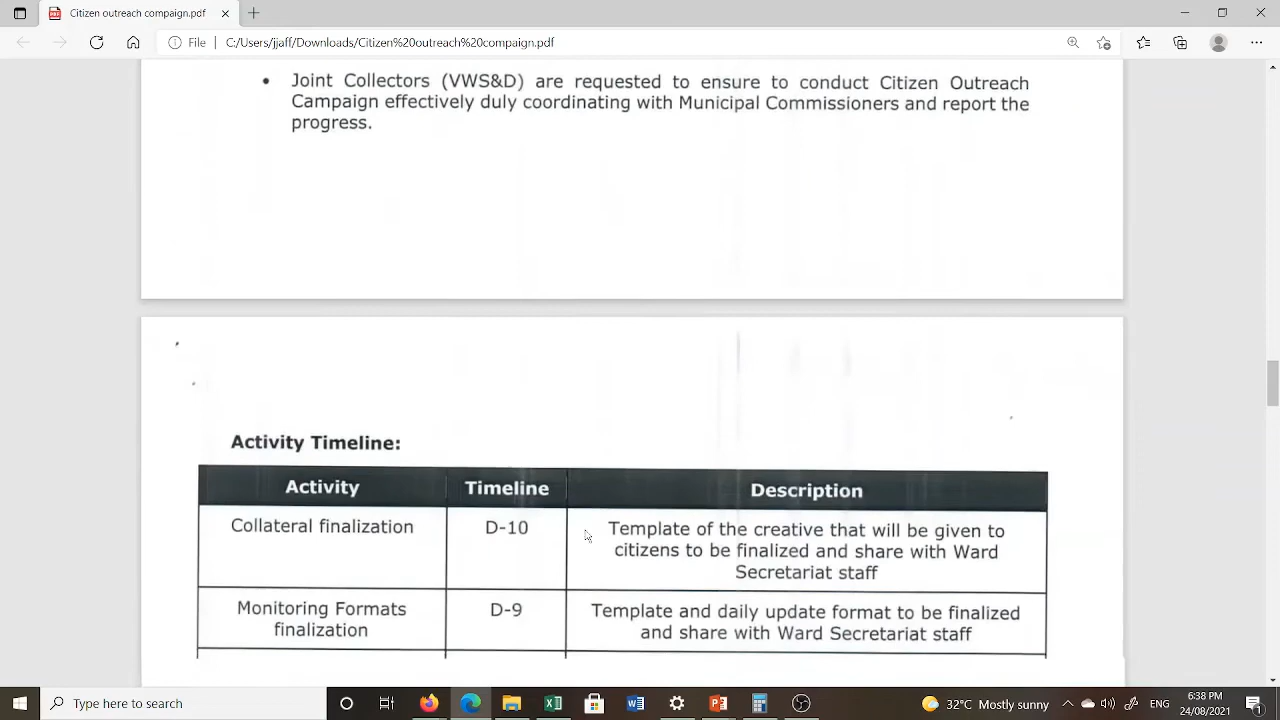 Citizen outreach compaign.pdf
File
C:/Users/jjaff/Downloads/Citizen%20outreach%20compaign.pdf
• Joint Collectors (VWS&D) are requested to ensure to conduct Citizen Outreach
Campaign effectively duly coordinating with Municipal Commissioners and report the
progress.
Activity Timeline:
Activity Timeline Description
Collateral finalization D-10 Template of the creative that will be given to
citizens to be finalized and share with Ward
Secretariat staff
Monitoring Formats D-9 Template and daily update format to be finalized
finalization and share with Ward Secretariat staff
Type here to search
33°C Mostly sunny
ENG
6:38 PM
24/08/2021